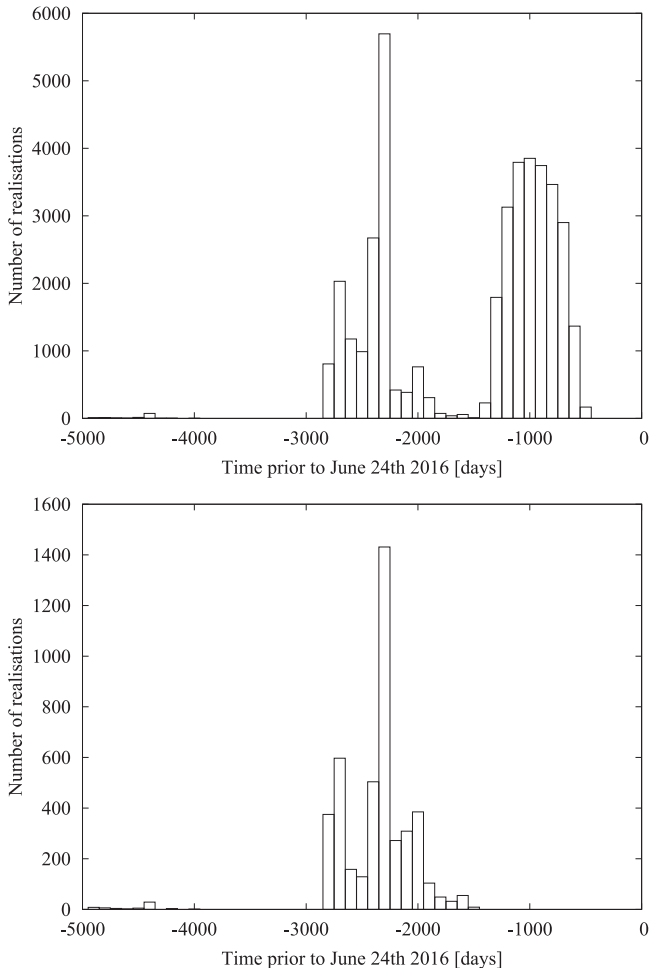 6000
5000
4000
3000
2000
1000
0
Number of realisations
-5000 -4000 -3000 -2000 -1000 0
Time prior to June 24th 2016 [days]
1600
1400
1200
1000
800
600
400
200
0
Number of realisations
-5000 -4000 -3000 -2000 -1000 0
Time prior to June 24th 2016 [days]